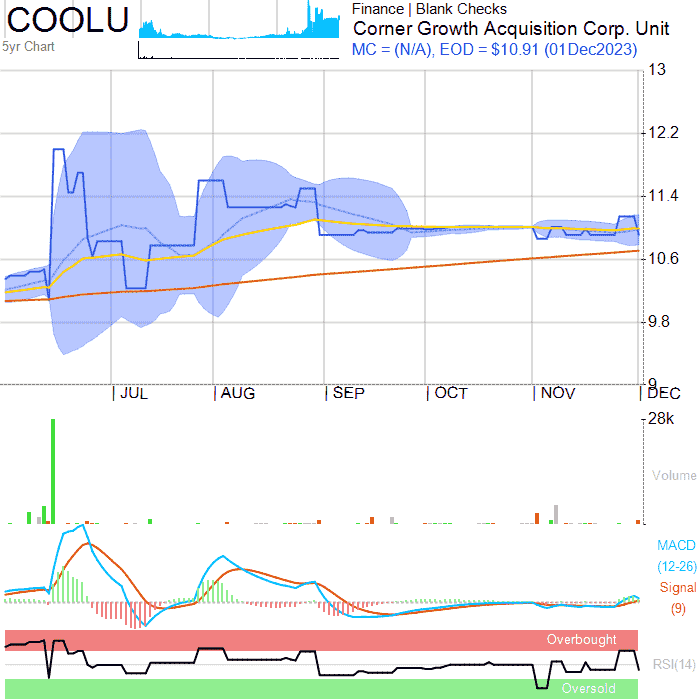 COOLU
5yr Chart
Finance | Blank Checks
Corner Growth Acquisition Corp. Unit
MC = (N/A), EOD = $10.91 (01Dec2023)
13
12.2
11.4
10.6
9.8
9
JUL AUG SEP OCT NOV DEC
28k
Volume
MACD
(12-26)
Signal
(9)
Overbought
RSI(14)
Oversold